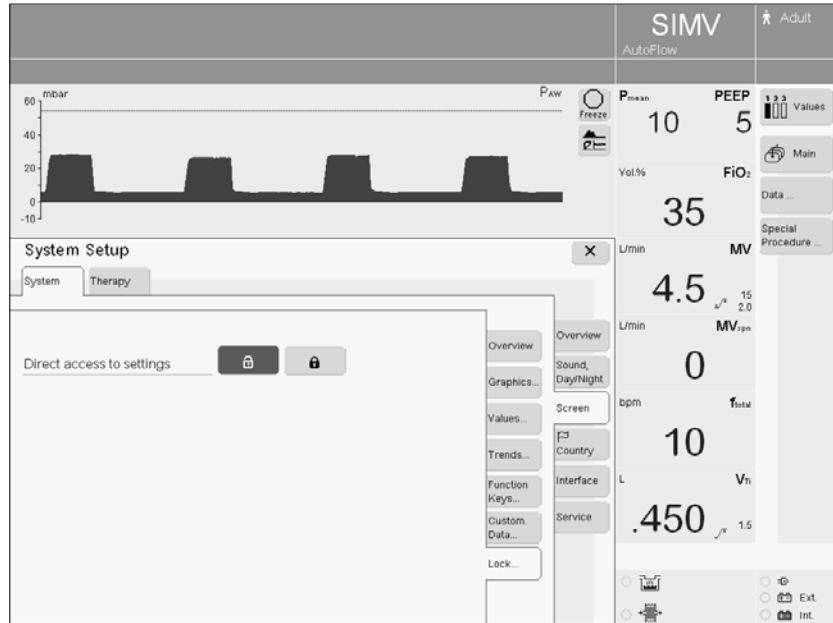 SIMV
AutoFlow
Adult
mbar
PAW
60
40
20
0
-10
Freeze
Pmean
PEEP
10
5
Vol.%
FiO2
35
L/min
MV
4.5
15
2.0
L/min
MVspn
0
bpm
ftotal
10
L
VTi
.450
1.5
1 2 3
Values
Main
Data ...
Special
Procedure ...
System Setup
X
System
Therapy
Direct access to settings
Overview
Graphics...
Values...
Trends...
Function
Keys...
Custom.
Data...
Lock...
Overview
Sound,
Day/Night
Screen
Country
Interface
Service
Ext.
Int.